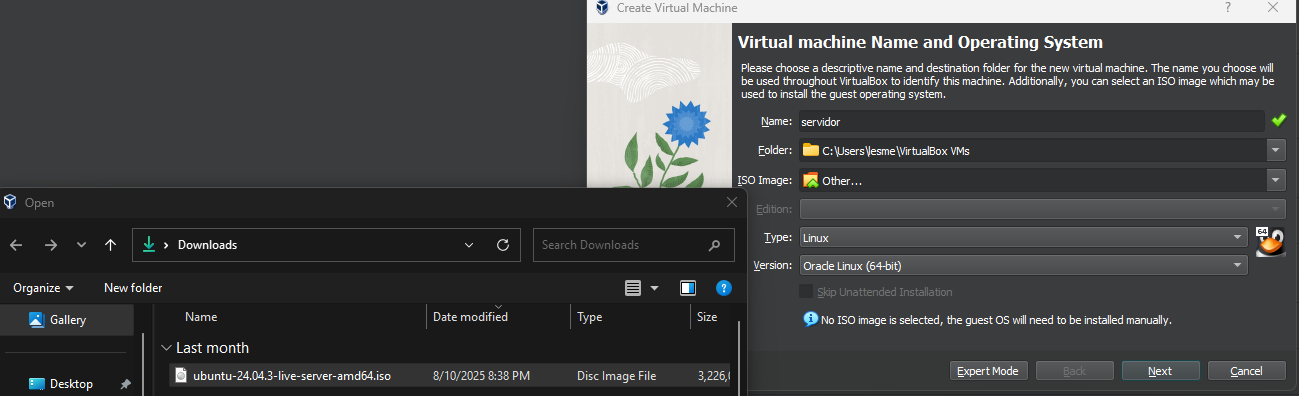 Create Virtual Machine
?
Virtual machine Name and Operating System
Please choose a descriptive name and destination folder for the new virtual machine. The name you choose will
be used throughout VirtualBox to identify this machine. Additionally, you can select an ISO image which may be
used to install the guest operating system.
Name: servidor
Folder: C:\Users\lesme\VirtualBox VMs
ISO Image: Other...
Edition:
Type: Linux
64
Version: Oracle Linux (64-bit)
Skip Unattended Installation
No ISO image is selected, the guest OS will need to be installed manually.
Expert Mode Back Next Cancel
Open
Downloads
Search Downloads
Organize New folder
?
Gallery
Desktop
Name Date modified Type Size
Last month
ubuntu-24.04.3-live-server-amd64.iso 8/10/2025 8:38 PM Disc Image File 3,226,0